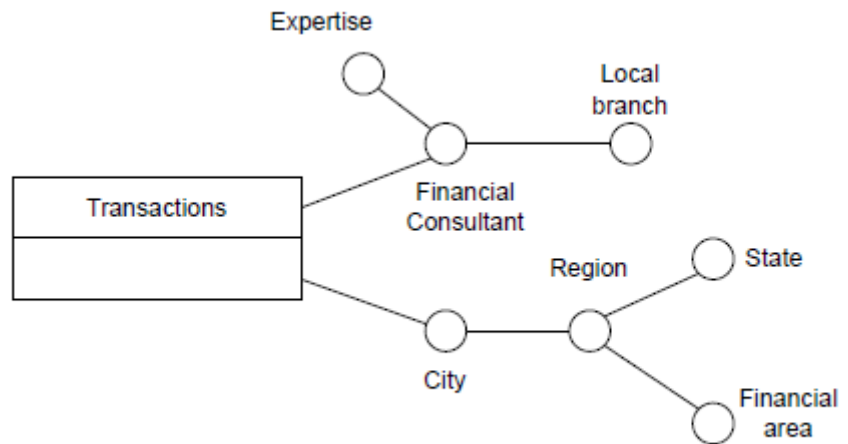 Expertise
Local
branch
Transactions
Financial
Consultant
Region
State
City
Financial
area